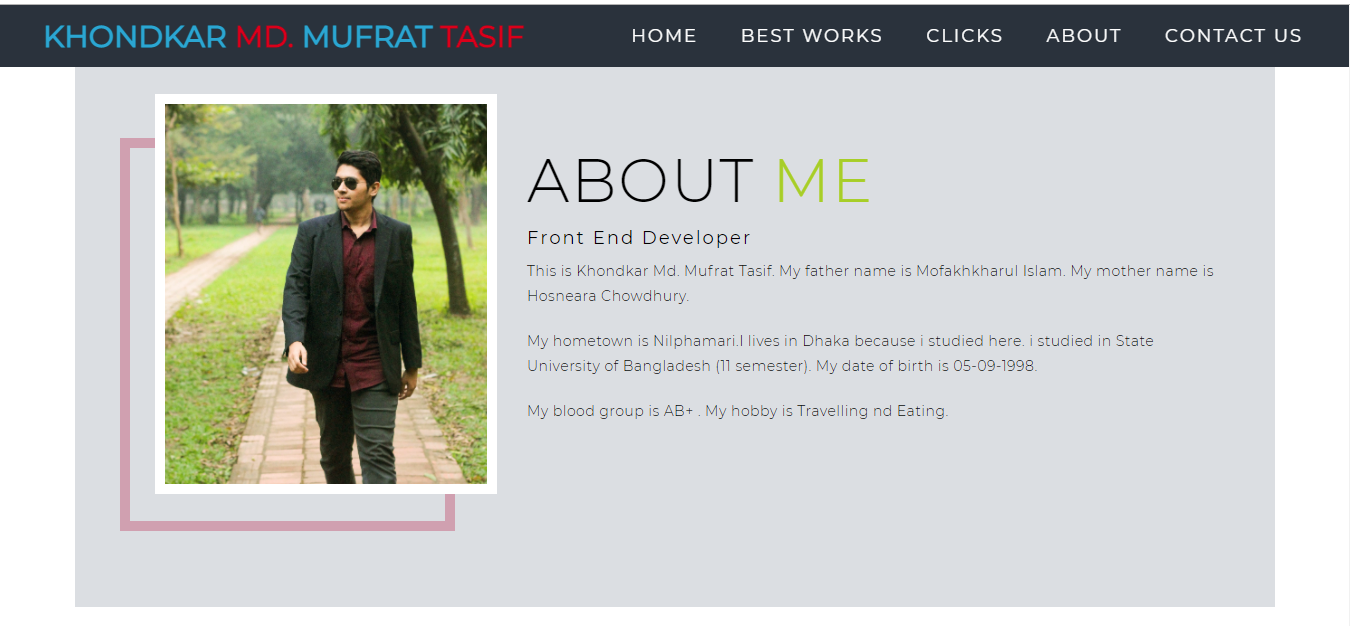 KHONDKAR MD. MUFRAT TASIF
HOME BEST WORKS CLICKS ABOUT CONTACT US
ABOUT ME
Front End Developer
This is Khondkar Md. Mufrat Tasif. My father name is Mofakhkharul Islam. My mother name is
Hosneara Chowdhury.
My hometown is Nilphamari.I lives in Dhaka because i studied here. i studied in State
University of Bangladesh (11 semester). My date of birth is 05-09-1998.
My blood group is AB+ . My hobby is Travelling nd Eating.